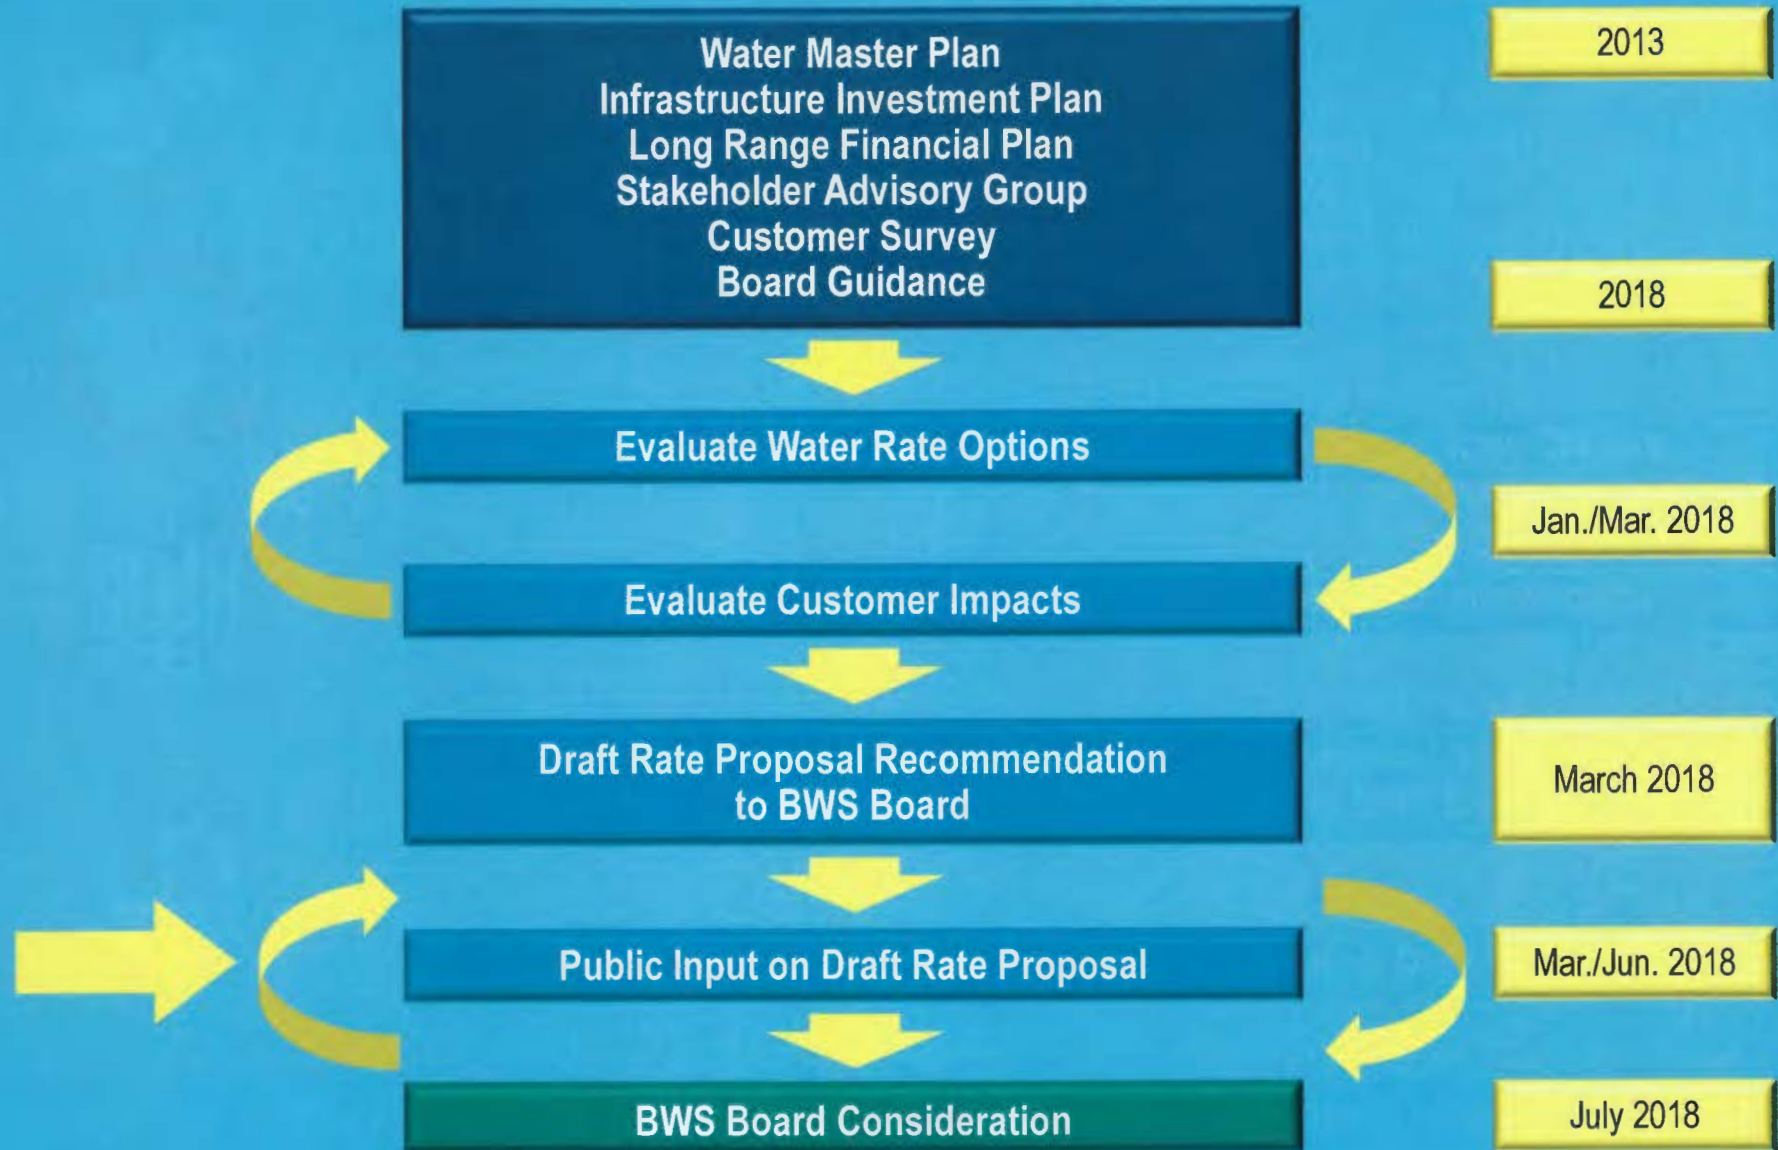 Water Master Plan
Infrastructure Investment Plan
Long Range Financial Plan
Stakeholder Advisory Group
Customer Survey
Board Guidance
2013
2018
Evaluate Water Rate Options
Jan./Mar. 2018
Evaluate Customer Impacts
Draft Rate Proposal Recommendation
to BWS Board
March 2018
Public Input on Draft Rate Proposal
Mar./Jun. 2018
BWS Board Consideration
July 2018